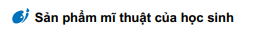 Sản phẩm mĩ thuật của học sinh